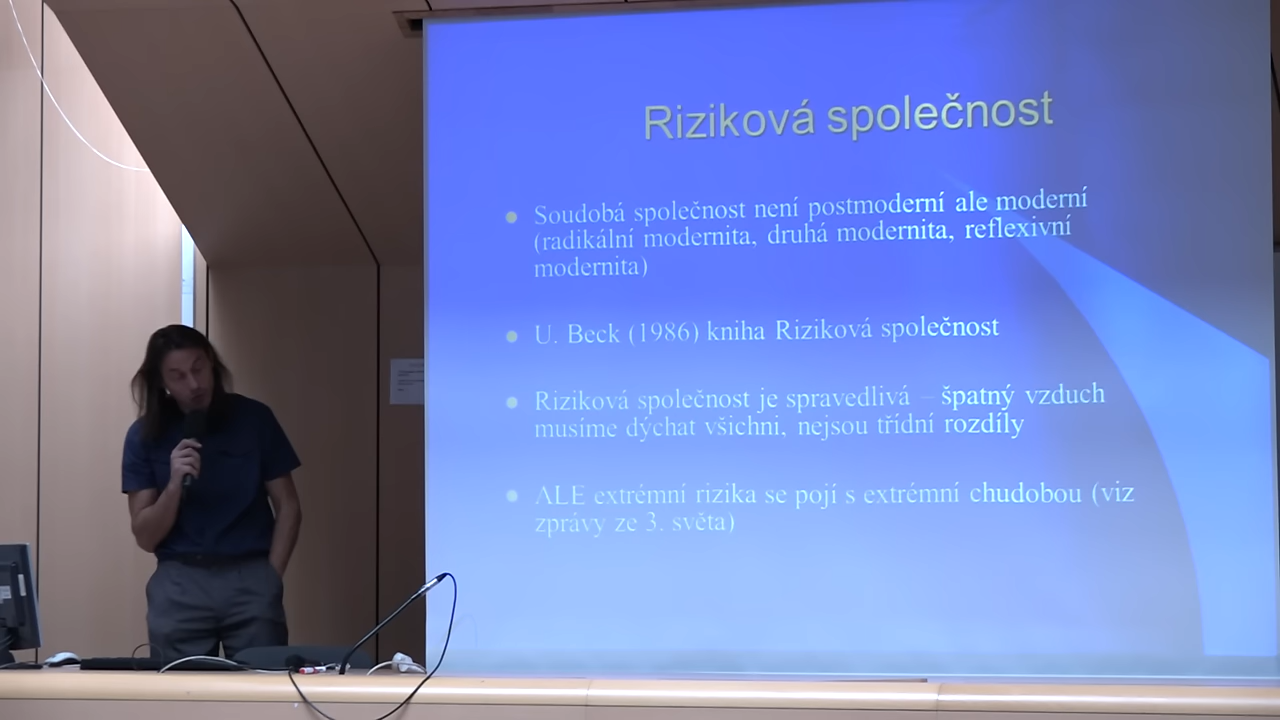 Riziková společnost
Soudobá společnost není postmoderní ale moderní
(radikální modernita, druhá modernita, reflexivní
modernita)
U. Beck (1986) kniha Riziková společnost
Riziková společnost je spravedlivá – špatný vzduch
musíme dýchat všichni, nejsou třídní rozdíly
ALE extrémní rizika se pojí s extrémní chudobou (viz
zprávy ze 3. světa)